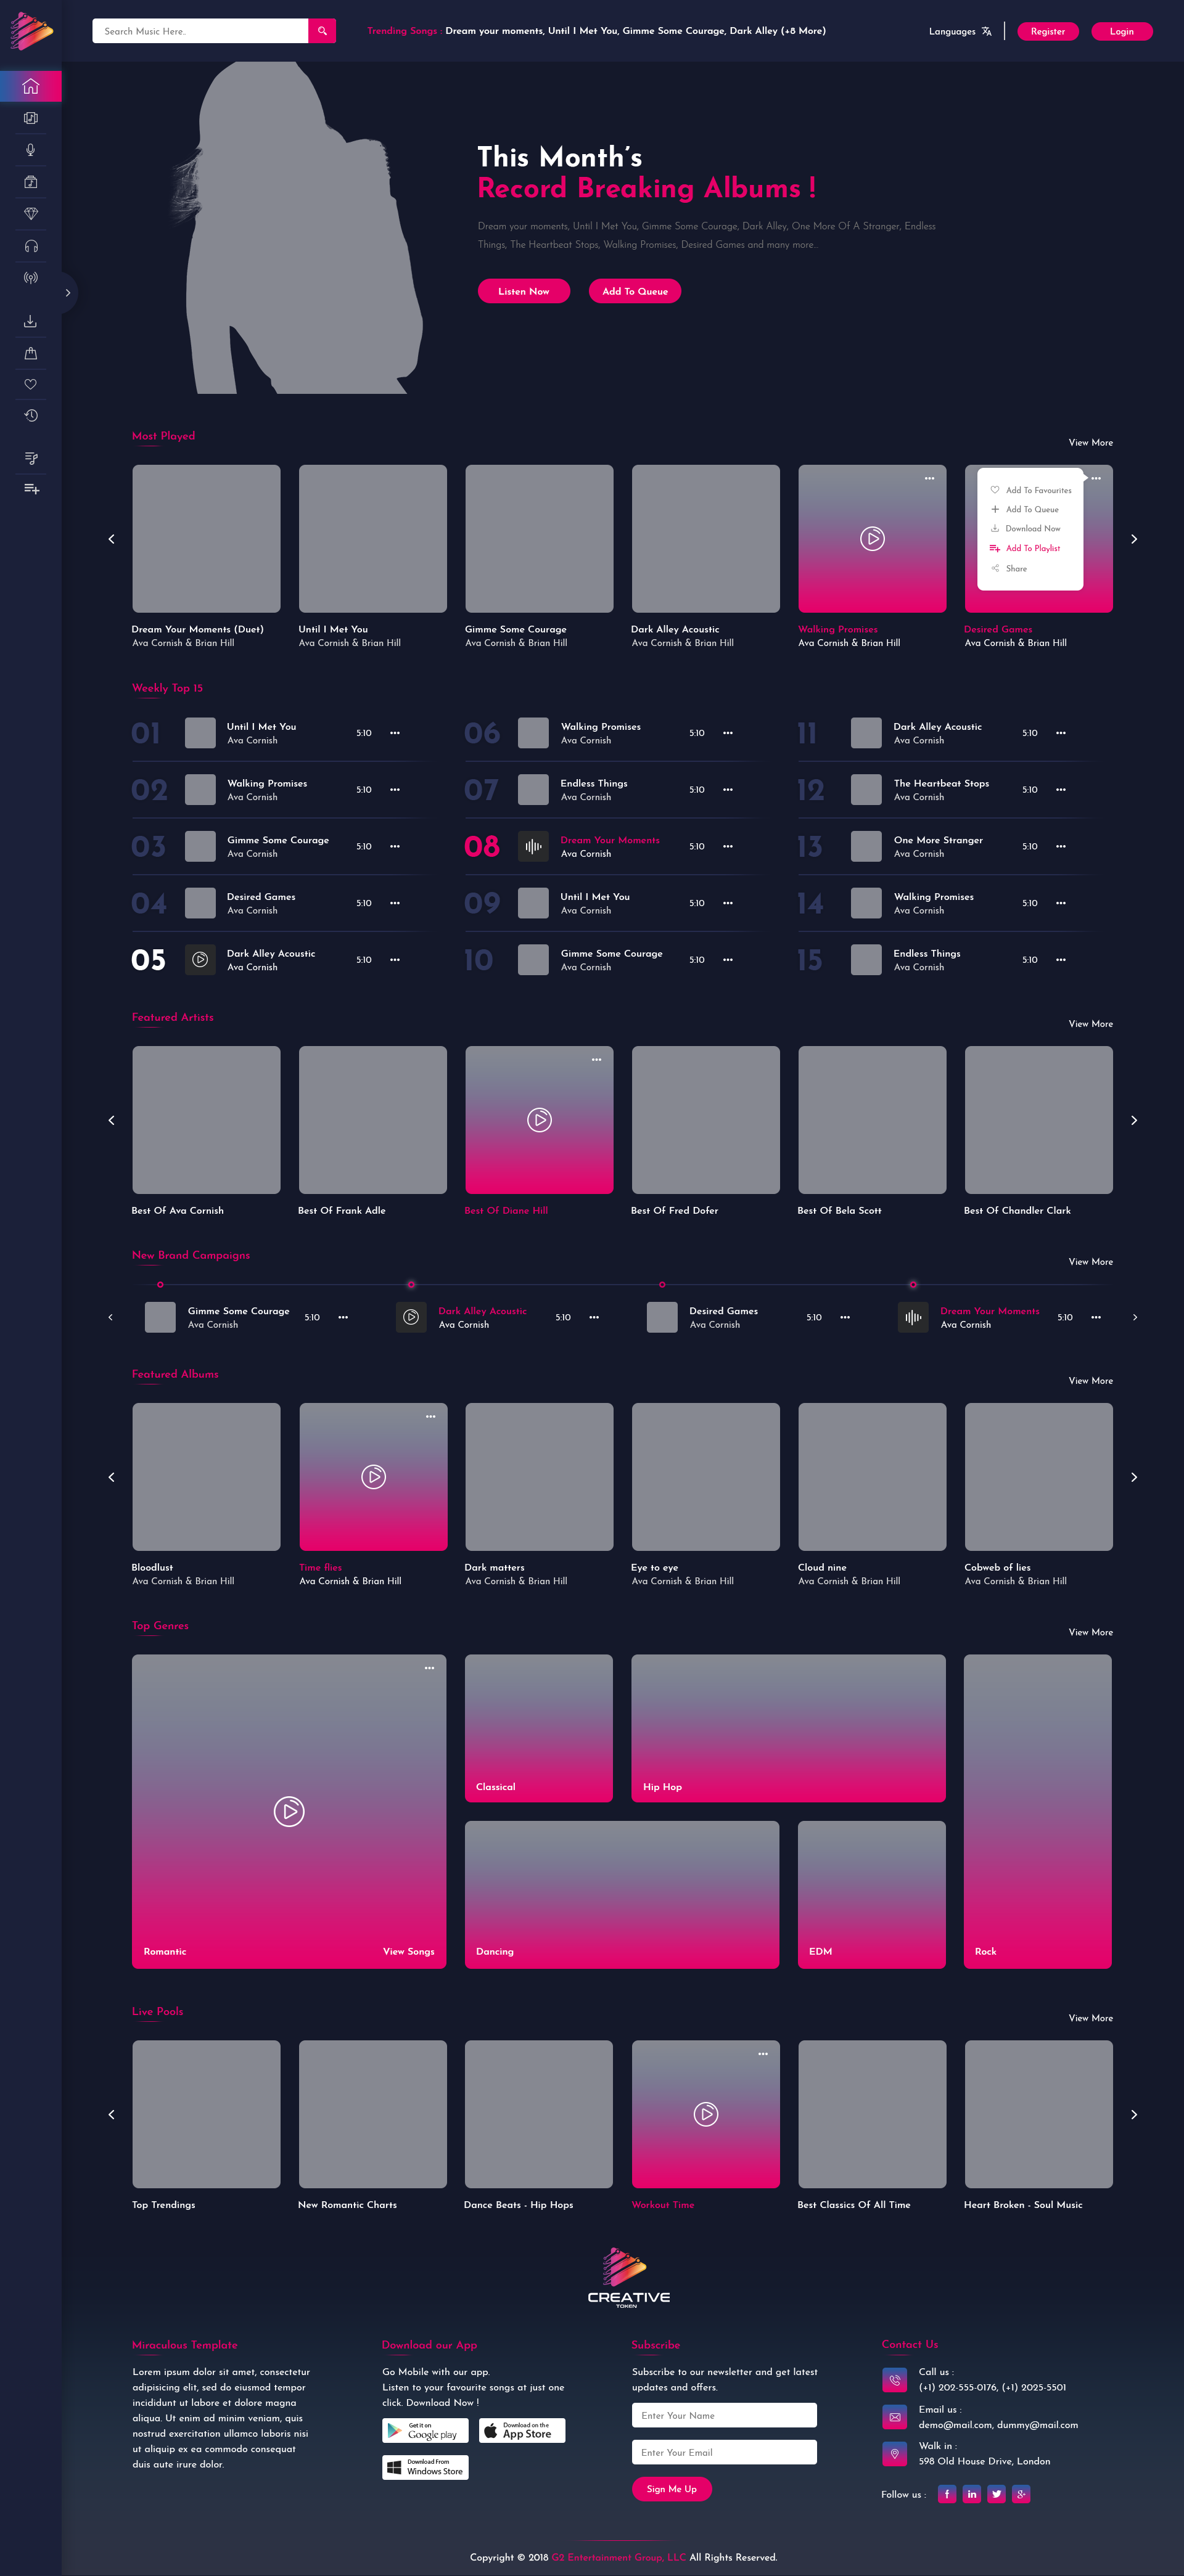 Search Music Here..
Trending Songs : Dream your moments, Until I Met You, Gimme Some Courage, Dark Alley (+8 More)
Languages
Register
Login
This Month's
Record Breaking Albums !
Dream your moments, Until I Met You, Gimme Some Courage, Dark Alley, One More Of A Stranger, Endless
Things, The Heartbeat Stops, Walking Promises, Desired Games and many more...
Listen Now
Add To Queue
Most Played
View More
Add To Favourites
Add To Queue
Download Now
Add To Playlist
Share
Dream Your Moments (Duet)
Ava Cornish & Brian Hill
Until I Met You
Ava Cornish & Brian Hill
Gimme Some Courage
Ava Cornish & Brian Hill
Dark Alley Acoustic
Ava Cornish & Brian Hill
Walking Promises
Ava Cornish & Brian Hill
Desired Games
Ava Cornish & Brian Hill
Weekly Top 15
01
Until I Met You
Ava Cornish
5:10
02
Walking Promises
Ava Cornish
5:10
03
Gimme Some Courage
Ava Cornish
5:10
04
Desired Games
Ava Cornish
5:10
05
Dark Alley Acoustic
Ava Cornish
5:10
06
Walking Promises
Ava Cornish
5:10
07
Endless Things
Ava Cornish
5:10
08
Dream Your Moments
Ava Cornish
5:10
09
Until I Met You
Ava Cornish
5:10
10
Gimme Some Courage
Ava Cornish
5:10
11
Dark Alley Acoustic
Ava Cornish
5:10
12
The Heartbeat Stops
Ava Cornish
5:10
13
One More Stranger
Ava Cornish
5:10
14
Walking Promises
Ava Cornish
5:10
15
Endless Things
Ava Cornish
5:10
Featured Artists
View More
Best Of Ava Cornish
Best Of Frank Adle
Best Of Diane Hill
Best Of Fred Dofer
Best Of Bela Scott
Best Of Chandler Clark
New Brand Campaigns
View More
Gimme Some Courage
Ava Cornish
5:10
Dark Alley Acoustic
Ava Cornish
5:10
Desired Games
Ava Cornish
5:10
Dream Your Moments
Ava Cornish
5:10
Featured Albums
View More
Bloodlust
Ava Cornish & Brian Hill
Time flies
Ava Cornish & Brian Hill
Dark matters
Ava Cornish & Brian Hill
Eye to eye
Ava Cornish & Brian Hill
Cloud nine
Ava Cornish & Brian Hill
Cobweb of lies
Ava Cornish & Brian Hill
Top Genres
View More
Romantic
View Songs
Classical
Hip Hop
Dancing
EDM
Rock
Live Pools
View More
Top Trendings
New Romantic Charts
Dance Beats - Hip Hops
Workout Time
Best Classics Of All Time
Heart Broken - Soul Music
CREATIVE
TOKEN
Miraculous Template
Lorem ipsum dolor sit amet, consectetur
adipisicing elit, sed do eiusmod tempor
incididunt ut labore et dolore magna
aliqua. Ut enim ad minim veniam, quis
nostrud exercitation ullamco laboris nisi
ut aliquip ex ea commodo consequat
duis aute irure dolor.
Download our App
Go Mobile with our app.
Listen to your favourite songs at just one
click. Download Now !
Get it on
Google play
Download on the
App Store
Download From
Windows Store
Subscribe
Subscribe to our newsletter and get latest
updates and offers.
Enter Your Name
Enter Your Email
Sign Me Up
Contact Us
Call us :
(+1) 202-555-0176, (+1) 2025-5501
Email us :
demo@mail.com, dummy@mail.com
Walk in :
598 Old House Drive, London
Follow us :
Copyright © 2018 G2 Entertainment Group, LLC All Rights Reserved.